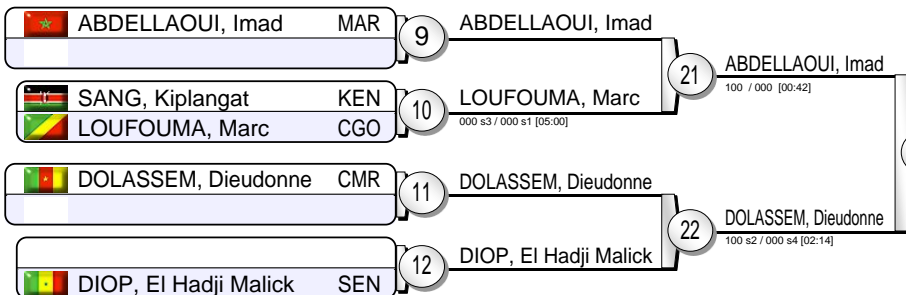 ABDELLAOUI, Imad MAR
9
ABDELLAOUI, Imad
SANG, Kiplangat KEN
LOUFOUMA, Marc CGO
10
LOUFOUMA, Marc
000 s3 / 000 s1 [05:00]
21
ABDELLAOUI, Imad
100 / 000 [00:42]
DOLASSEM, Dieudonne CMR
11
DOLASSEM, Dieudonne
DIOP, El Hadji Malick SEN
12
DIOP, El Hadji Malick
22
DOLASSEM, Dieudonne
100 s2 / 000 s4 [02:14]